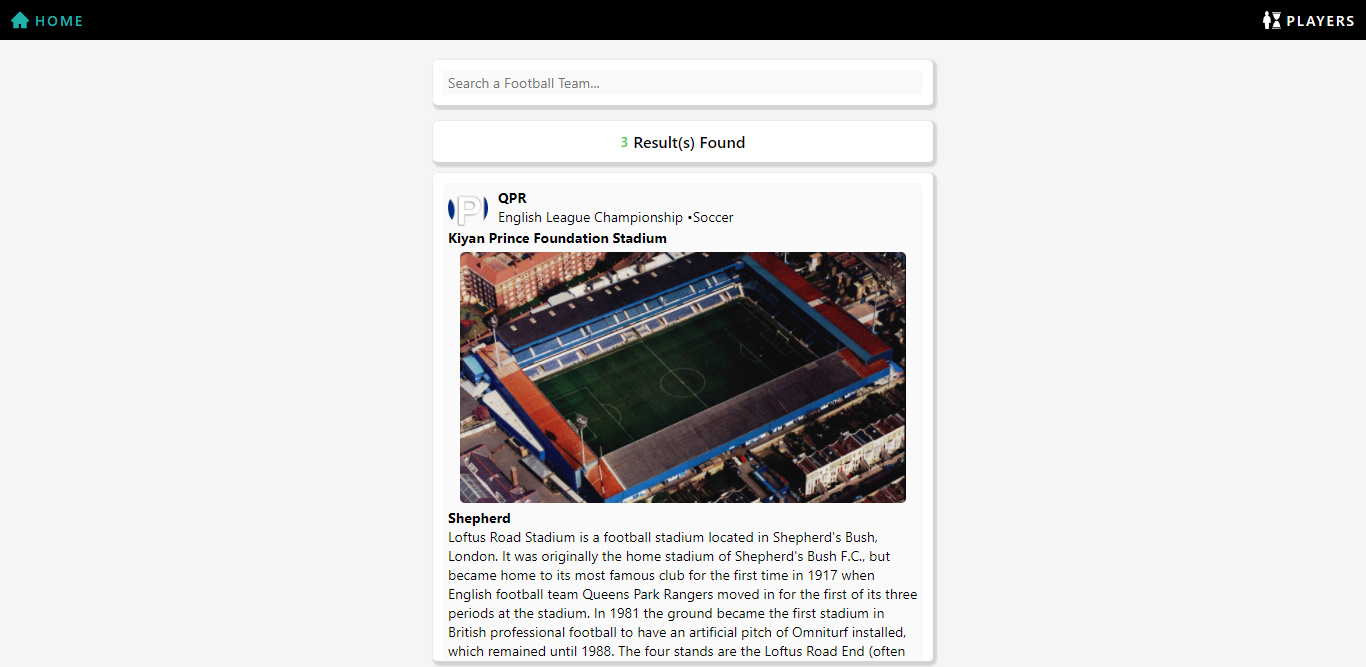 HOME
PLAYERS
Search a Football Team...
3 Result(s) Found
P
QPR
English League Championship •Soccer
Kiyan Prince Foundation Stadium
Shepherd
Loftus Road Stadium is a football stadium located in Shepherd's Bush,
London. It was originally the home stadium of Shepherd's Bush F.C., but
became home to its most famous club for the first time in 1917 when
English football team Queens Park Rangers moved in for the first of its three
periods at the stadium. In 1981 the ground became the first stadium in
British professional football to have an artificial pitch of Omniturf installed,
which remained until 1988. The four stands are the Loftus Road End (often